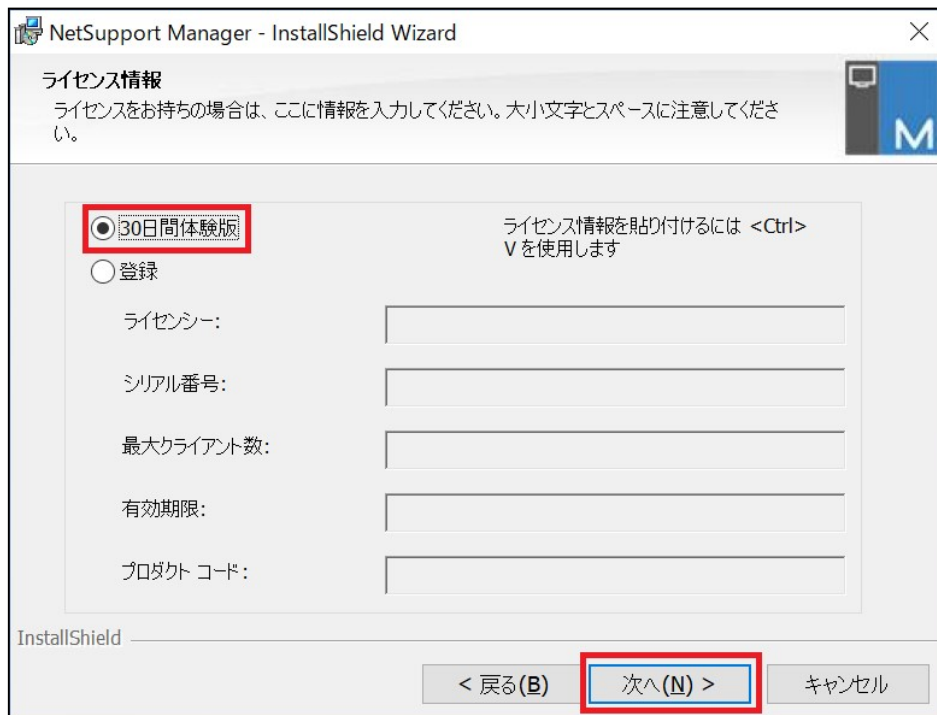 NetSupport Manager - InstallShield Wizard
ライセンス情報
ライセンスをお持ちの場合は、ここに情報を入力してください。大小文字とスペースに注意してくださ
い。
M
30日間体験版
ライセンス情報を貼り付けるには <Ctrl>
V を使用します
登録
ライセンシー:
シリアル番号:
最大クライアント数:
有効期限:
プロダクト コード:
InstallShield
< 戻る(B)
次へ(N) >
キャンセル